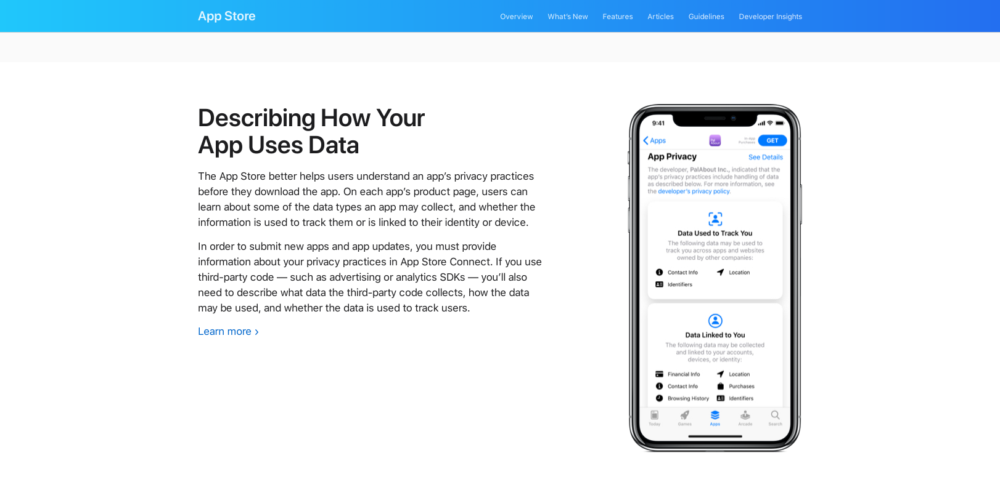 App Store
Overview
What's New
Features
Articles
Guidelines
Developer Insights
Describing How Your
App Uses Data
The App Store better helps users understand an app’s privacy practices
before they download the app. On each app’s product page, users can
learn about some of the data types an app may collect, and whether the
information is used to track them or is linked to their identity or device.
In order to submit new apps and app updates, you must provide
information about your privacy practices in App Store Connect. If you use
third-party code — such as advertising or analytics SDKs — you’ll also
need to describe what data the third-party code collects, how the data
may be used, and whether the data is used to track users.
Learn more ›
9:41
Apps
Pal About
In-App
Purchases
GET
App Privacy
See Details
The developer, PalAbout Inc., indicated that the
app's privacy practices include handling of data
as described below. For more information, see
the developer's privacy policy.
Data Used to Track You
The following data may be used to
track you across apps and websites
owned by other companies:
Contact Info
Location
Identifiers
Data Linked to You
The following data may be collected
and linked to your accounts,
devices, or identity:
Financial Info
Location
Contact Info
Purchases
Browsing History
Identifiers
Today
Games
Apps
Arcade
Search